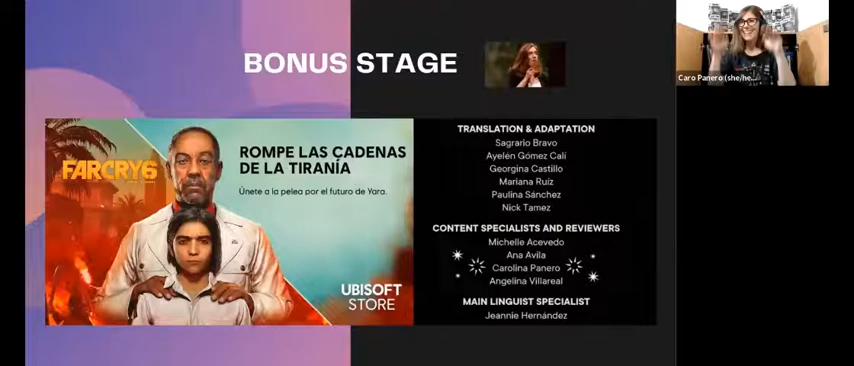 BONUS STAGE
Caro Panero (she/he...
FARCRY6
ROMPE LAS CADENAS
DE LA TIRANÍA
Únete a la pelea por el futuro de Yara.
UBISOFT
STORE
TRANSLATION & ADAPTATION
Sagrario Bravo
Ayelén Gómez Calí
Georgina Castillo
Mariana Ruíz
Paulina Sánchez
Nick Tamez
CONTENT SPECIALISTS AND REVIEWERS
Michelle Acevedo
Ana Avila
Carolina Panero
Angelina Villareal
MAIN LINGUIST SPECIALIST
Jeannie Hernández